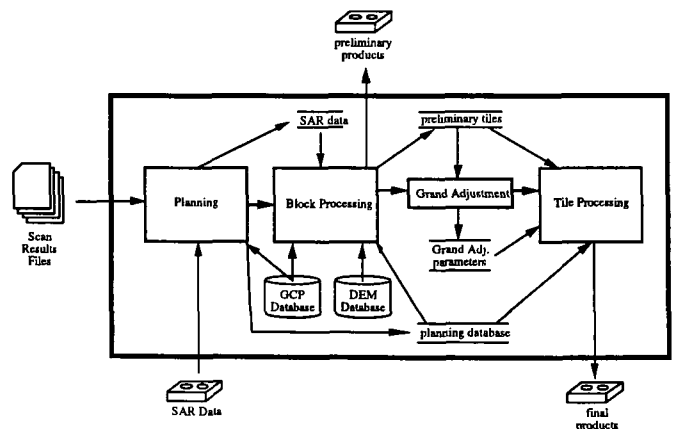 preliminary
products
SAR data
preliminary tiles
Planning
Block Processing
Grand Adjustment
Tile Processing
Scan
Results
Files
Grand Adj.
parameters
GCP
Database
DEM
Database
planning database
SAR Data
final
products